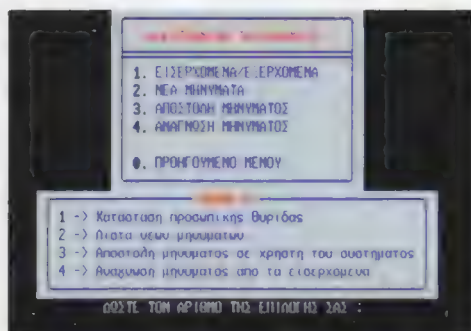 1. ΕΙΣΕΡΧΟΜΕΝΑ/ΕΞΕΡΧΟΜΕΝΑ
2. ΝΕΑ ΜΗΝΥΜΑΤΑ
3. ΑΠΟΣΤΟΛΗ ΜΗΝΥΜΑΤΟΣ
4. ΑΝΑΓΝΩΣΗ ΜΗΝΥΜΑΤΟΣ
0. ΠΡΟΗΓΟΥΜΕΝΟ ΜΕΝΟΥ
1 -> Κατασταση προσωπικης θυριδας
2 -> Λιστα νεων μηνυματων
3 -> Αποστολη μηνυματος σε χρηστη του συστηματος
4 -> Αναγνωση μηνυματος απο τα εισερχομενα
ΔΩΣΤΕ ΤΟΝ ΑΡΙΘΜΟ ΤΗΣ ΕΠΙΛΟΓΗΣ ΣΑΣ :